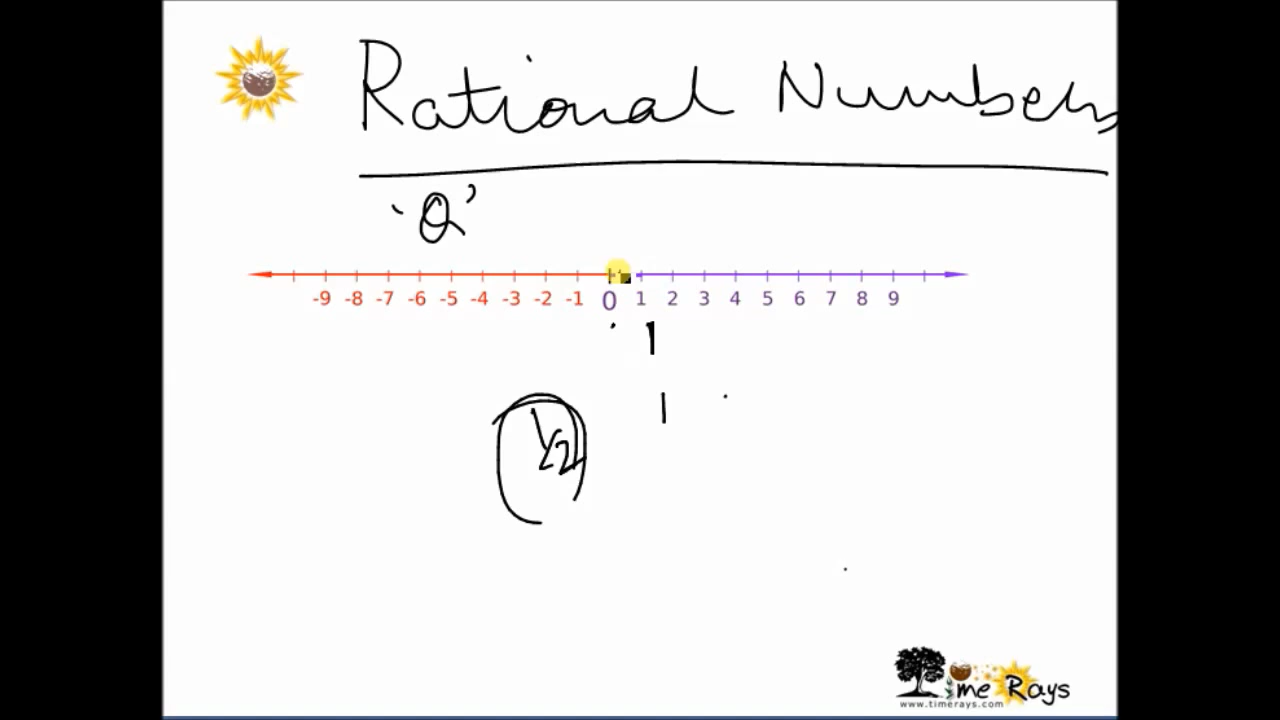 Rational Numbers
'Q'
-9 -8 -7 -6 -5 -4 -3 -2 -1 0 1 2 3 4 5 6 7 8 9
1
1
1/2
Time Rays
www.timerays.com